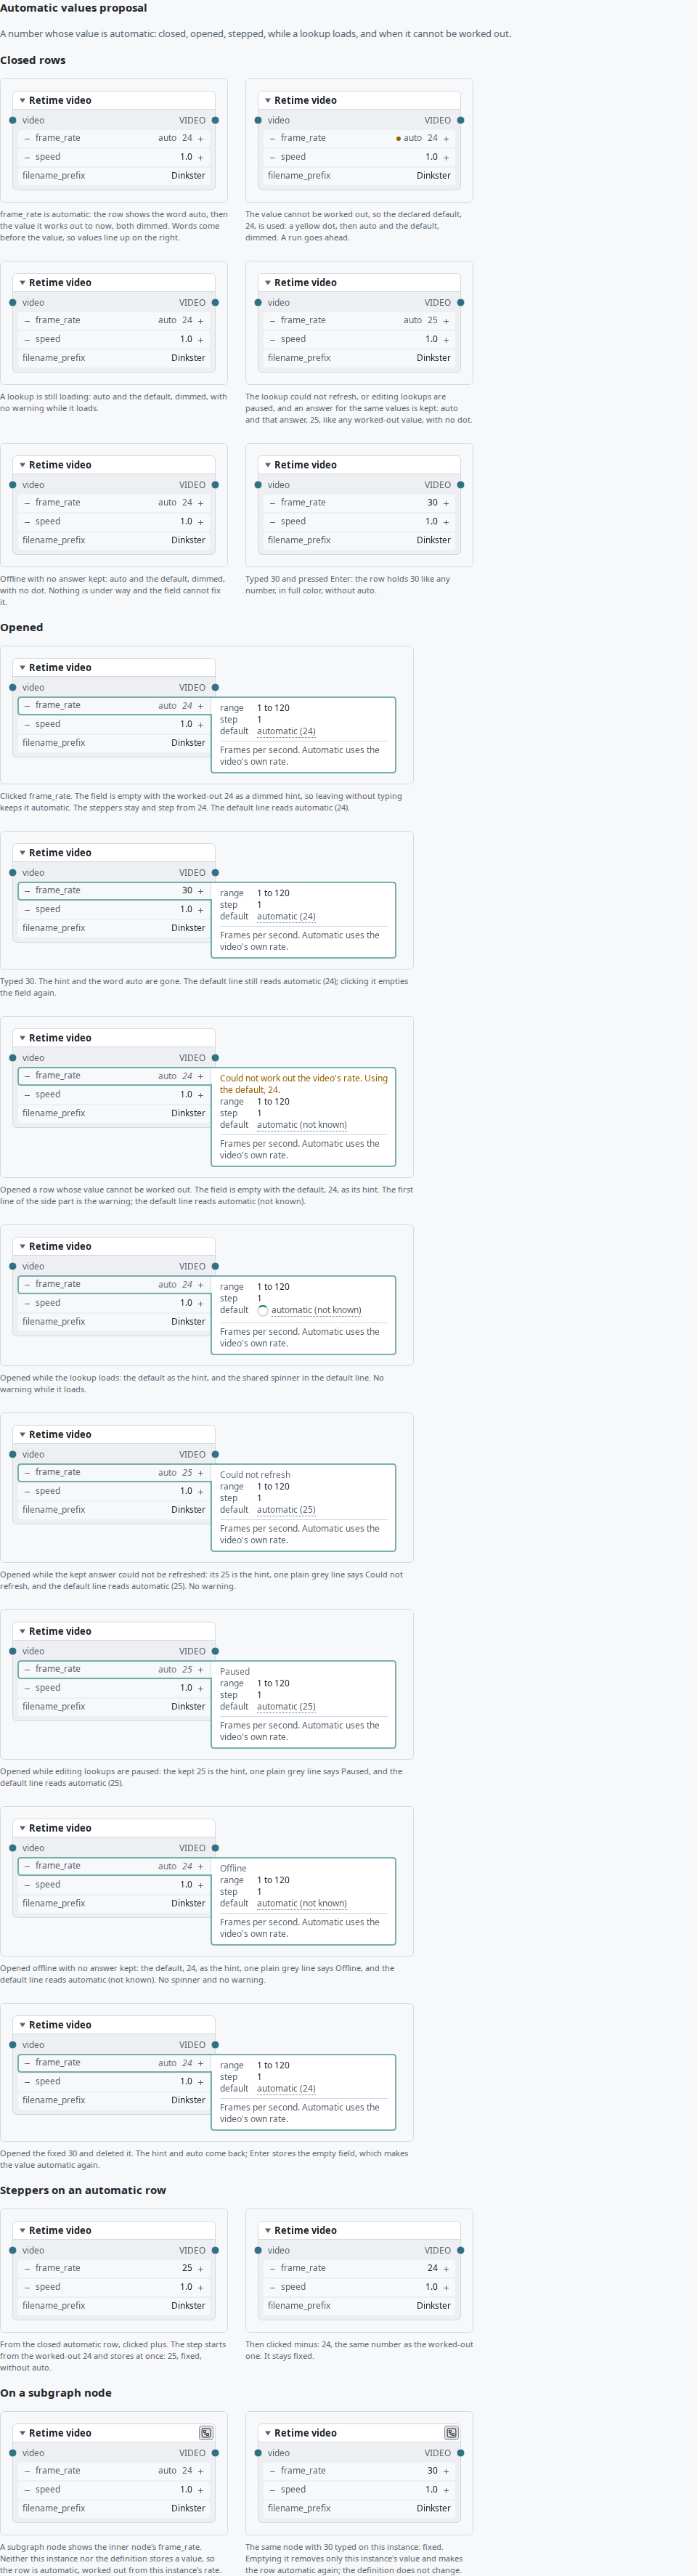 Automatic values proposal
A number whose value is automatic: closed, opened, stepped, while a lookup loads, and when it cannot be worked out.
Closed rows
Retime video
video VIDEO
– frame_rate auto 24 +
– speed 1.0 +
filename_prefix Dinkster
frame_rate is automatic: the row shows the word auto, then
the value it works out to now, both dimmed. Words come
before the value, so values line up on the right.
Retime video
video VIDEO
– frame_rate auto 24 +
– speed 1.0 +
filename_prefix Dinkster
The value cannot be worked out, so the declared default,
24, is used: a yellow dot, then auto and the default,
dimmed. A run goes ahead.
Retime video
video VIDEO
– frame_rate auto 24 +
– speed 1.0 +
filename_prefix Dinkster
A lookup is still loading: auto and the default, dimmed, with
no warning while it loads.
Retime video
video VIDEO
– frame_rate auto 25 +
– speed 1.0 +
filename_prefix Dinkster
The lookup could not refresh, or editing lookups are
paused, and an answer for the same values is kept: auto
and that answer, 25, like any worked-out value, with no dot.
Retime video
video VIDEO
– frame_rate auto 24 +
– speed 1.0 +
filename_prefix Dinkster
Offline with no answer kept: auto and the default, dimmed,
with no dot. Nothing is under way and the field cannot fix
it.
Retime video
video VIDEO
– frame_rate 30 +
– speed 1.0 +
filename_prefix Dinkster
Typed 30 and pressed Enter: the row holds 30 like any
number, in full color, without auto.
Opened
Retime video
video VIDEO
– frame_rate auto 24 +
– speed 1.0 +
filename_prefix Dinkster
range 1 to 120
step 1
default automatic (24)
Frames per second. Automatic uses the
video's own rate.
Clicked frame_rate. The field is empty with the worked-out 24 as a dimmed hint, so leaving without typing
keeps it automatic. The steppers stay and step from 24. The default line reads automatic (24).
Retime video
video VIDEO
– frame_rate 30 +
– speed 1.0 +
filename_prefix Dinkster
range 1 to 120
step 1
default automatic (24)
Frames per second. Automatic uses the
video's own rate.
Typed 30. The hint and the word auto are gone. The default line still reads automatic (24); clicking it empties
the field again.
Retime video
video VIDEO
– frame_rate auto 24 +
– speed 1.0 +
filename_prefix Dinkster
Could not work out the video's rate. Using
the default, 24.
range 1 to 120
step 1
default automatic (not known)
Frames per second. Automatic uses the
video's own rate.
Opened a row whose value cannot be worked out. The field is empty with the default, 24, as its hint. The first
line of the side part is the warning; the default line reads automatic (not known).
Retime video
video VIDEO
– frame_rate auto 24 +
– speed 1.0 +
filename_prefix Dinkster
range 1 to 120
step 1
default automatic (not known)
Frames per second. Automatic uses the
video's own rate.
Opened while the lookup loads: the default as the hint, and the shared spinner in the default line. No
warning while it loads.
Retime video
video VIDEO
– frame_rate auto 25 +
– speed 1.0 +
filename_prefix Dinkster
Could not refresh
range 1 to 120
step 1
default automatic (25)
Frames per second. Automatic uses the
video's own rate.
Opened while the kept answer could not be refreshed: its 25 is the hint, one plain grey line says Could not
refresh, and the default line reads automatic (25). No warning.
Retime video
video VIDEO
– frame_rate auto 25 +
– speed 1.0 +
filename_prefix Dinkster
Paused
range 1 to 120
step 1
default automatic (25)
Frames per second. Automatic uses the
video's own rate.
Opened while editing lookups are paused: the kept 25 is the hint, one plain grey line says Paused, and the
default line reads automatic (25).
Retime video
video VIDEO
– frame_rate auto 24 +
– speed 1.0 +
filename_prefix Dinkster
Offline
range 1 to 120
step 1
default automatic (not known)
Frames per second. Automatic uses the
video's own rate.
Opened offline with no answer kept: the default, 24, as the hint, one plain grey line says Offline, and the
default line reads automatic (not known). No spinner and no warning.
Retime video
video VIDEO
– frame_rate auto 24 +
– speed 1.0 +
filename_prefix Dinkster
range 1 to 120
step 1
default automatic (24)
Frames per second. Automatic uses the
video's own rate.
Opened the fixed 30 and deleted it. The hint and auto come back; Enter stores the empty field, which makes
the value automatic again.
Steppers on an automatic row
Retime video
video VIDEO
– frame_rate 25 +
– speed 1.0 +
filename_prefix Dinkster
From the closed automatic row, clicked plus. The step starts
from the worked-out 24 and stores at once: 25, fixed,
without auto.
Retime video
video VIDEO
– frame_rate 24 +
– speed 1.0 +
filename_prefix Dinkster
Then clicked minus: 24, the same number as the worked-out
one. It stays fixed.
On a subgraph node
Retime video
video VIDEO
– frame_rate auto 24 +
– speed 1.0 +
filename_prefix Dinkster
A subgraph node shows the inner node's frame_rate.
Neither this instance nor the definition stores a value, so
the row is automatic, worked out from this instance's rate.
Retime video
video VIDEO
– frame_rate 30 +
– speed 1.0 +
filename_prefix Dinkster
The same node with 30 typed on this instance: fixed.
Emptying it removes only this instance's value and makes
the row automatic again; the definition does not change.